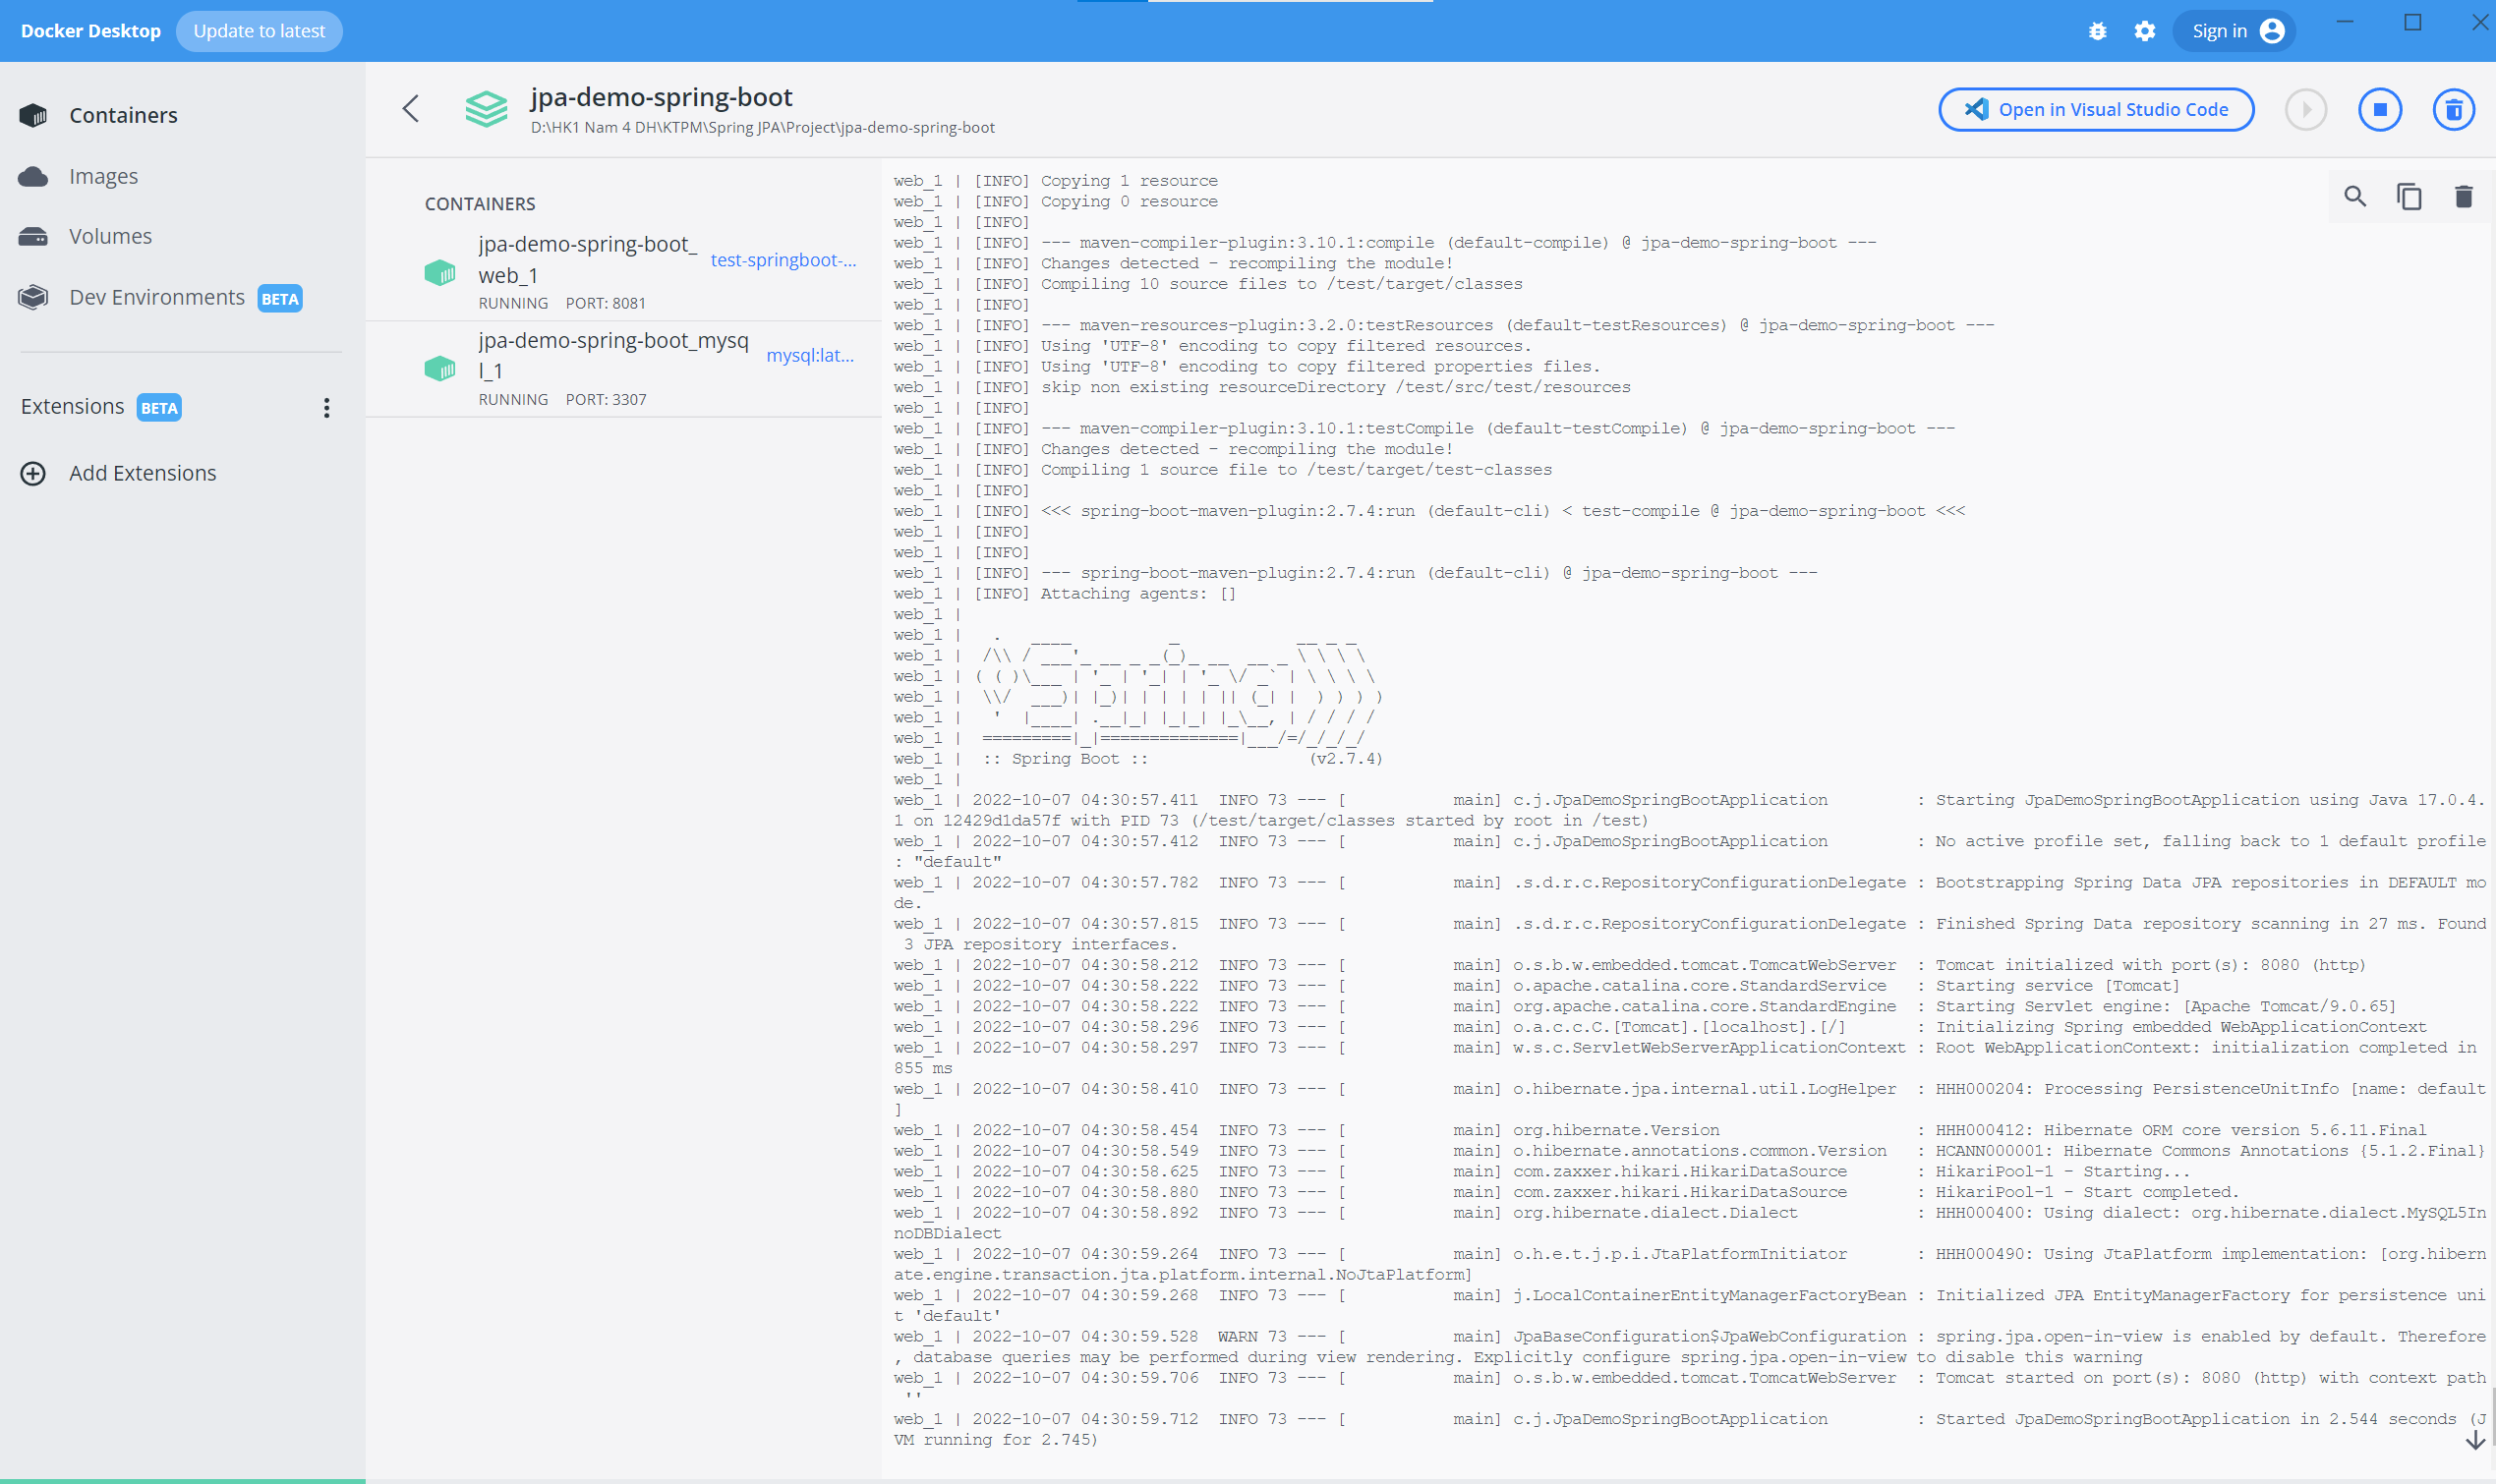 Docker Desktop
Update to latest
Sign in
Containers
Images
Volumes
Dev Environments BETA
Extensions BETA
Add Extensions
jpa-demo-spring-boot
D:\HK1 Nam 4 DH\KTPM\Spring JPA\Project\jpa-demo-spring-boot
Open in Visual Studio Code
CONTAINERS
jpa-demo-spring-boot_
web_1
test-springboot-...
RUNNING PORT: 8081
jpa-demo-spring-boot_mysq
l_1
mysql:lat...
RUNNING PORT: 3307
web_1 | [INFO] Copying 1 resource
web_1 | [INFO] Copying 0 resource
web_1 | [INFO]
web_1 | [INFO] --- maven-compiler-plugin:3.10.1:compile (default-compile) @ jpa-demo-spring-boot ---
web_1 | [INFO] Changes detected - recompiling the module!
web_1 | [INFO] Compiling 10 source files to /test/target/classes
web_1 | [INFO]
web_1 | [INFO] --- maven-resources-plugin:3.2.0:testResources (default-testResources) @ jpa-demo-spring-boot ---
web_1 | [INFO] Using 'UTF-8' encoding to copy filtered resources.
web_1 | [INFO] Using 'UTF-8' encoding to copy filtered properties files.
web_1 | [INFO] skip non existing resourceDirectory /test/src/test/resources
web_1 | [INFO]
web_1 | [INFO] --- maven-compiler-plugin:3.10.1:testCompile (default-testCompile) @ jpa-demo-spring-boot ---
web_1 | [INFO] Changes detected - recompiling the module!
web_1 | [INFO] Compiling 1 source file to /test/target/test-classes
web_1 | [INFO]
web_1 | [INFO] <<< spring-boot-maven-plugin:2.7.4:run (default-cli) < test-compile @ jpa-demo-spring-boot <<<
web_1 | [INFO]
web_1 | [INFO]
web_1 | [INFO] --- spring-boot-maven-plugin:2.7.4:run (default-cli) @ jpa-demo-spring-boot ---
web_1 | [INFO] Attaching agents: []
web_1 |
web_1 |   .   ____          _            __ _ _
web_1 |  /\\ / ___'_ __ _ _(_)_ __  __ _ \ \ \ \
web_1 | ( ( )\___ | '_ | '_| | '_ \/ _` | \ \ \ \
web_1 |  \\/  ___)| |_)| | | | | || (_| |  ) ) ) )
web_1 |   '  |____| .__|_| |_|_| |_\__, | / / / /
web_1 |  =========|_|==============|___/=/_/_/_/
web_1 |  :: Spring Boot ::                (v2.7.4)
web_1 |
web_1 | 2022-10-07 04:30:57.411  INFO 73 --- [           main] c.j.JpaDemoSpringBootApplication         : Starting JpaDemoSpringBootApplication using Java 17.0.4.
1 on 12429d1da57f with PID 73 (/test/target/classes started by root in /test)
web_1 | 2022-10-07 04:30:57.412  INFO 73 --- [           main] c.j.JpaDemoSpringBootApplication         : No active profile set, falling back to 1 default profile
: "default"
web_1 | 2022-10-07 04:30:57.782  INFO 73 --- [           main] .s.d.r.c.RepositoryConfigurationDelegate : Bootstrapping Spring Data JPA repositories in DEFAULT mo
de.
web_1 | 2022-10-07 04:30:57.815  INFO 73 --- [           main] .s.d.r.c.RepositoryConfigurationDelegate : Finished Spring Data repository scanning in 27 ms. Found
 3 JPA repository interfaces.
web_1 | 2022-10-07 04:30:58.212  INFO 73 --- [           main] o.s.b.w.embedded.tomcat.TomcatWebServer  : Tomcat initialized with port(s): 8080 (http)
web_1 | 2022-10-07 04:30:58.222  INFO 73 --- [           main] o.apache.catalina.core.StandardService   : Starting service [Tomcat]
web_1 | 2022-10-07 04:30:58.222  INFO 73 --- [           main] org.apache.catalina.core.StandardEngine  : Starting Servlet engine: [Apache Tomcat/9.0.65]
web_1 | 2022-10-07 04:30:58.296  INFO 73 --- [           main] o.a.c.c.C.[Tomcat].[localhost].[/]       : Initializing Spring embedded WebApplicationContext
web_1 | 2022-10-07 04:30:58.297  INFO 73 --- [           main] w.s.c.ServletWebServerApplicationContext : Root WebApplicationContext: initialization completed in
855 ms
web_1 | 2022-10-07 04:30:58.410  INFO 73 --- [           main] o.hibernate.jpa.internal.util.LogHelper  : HHH000204: Processing PersistenceUnitInfo [name: default
]
web_1 | 2022-10-07 04:30:58.454  INFO 73 --- [           main] org.hibernate.Version                    : HHH000412: Hibernate ORM core version 5.6.11.Final
web_1 | 2022-10-07 04:30:58.549  INFO 73 --- [           main] o.hibernate.annotations.common.Version   : HCANN000001: Hibernate Commons Annotations {5.1.2.Final}
web_1 | 2022-10-07 04:30:58.625  INFO 73 --- [           main] com.zaxxer.hikari.HikariDataSource       : HikariPool-1 - Starting...
web_1 | 2022-10-07 04:30:58.880  INFO 73 --- [           main] com.zaxxer.hikari.HikariDataSource       : HikariPool-1 - Start completed.
web_1 | 2022-10-07 04:30:58.892  INFO 73 --- [           main] org.hibernate.dialect.Dialect            : HHH000400: Using dialect: org.hibernate.dialect.MySQL5In
noDBDialect
web_1 | 2022-10-07 04:30:59.264  INFO 73 --- [           main] o.h.e.t.j.p.i.JtaPlatformInitiator       : HHH000490: Using JtaPlatform implementation: [org.hibern
ate.engine.transaction.jta.platform.internal.NoJtaPlatform]
web_1 | 2022-10-07 04:30:59.268  INFO 73 --- [           main] j.LocalContainerEntityManagerFactoryBean : Initialized JPA EntityManagerFactory for persistence uni
t 'default'
web_1 | 2022-10-07 04:30:59.528  WARN 73 --- [           main] JpaBaseConfiguration$JpaWebConfiguration : spring.jpa.open-in-view is enabled by default. Therefore
, database queries may be performed during view rendering. Explicitly configure spring.jpa.open-in-view to disable this warning
web_1 | 2022-10-07 04:30:59.706  INFO 73 --- [           main] o.s.b.w.embedded.tomcat.TomcatWebServer  : Tomcat started on port(s): 8080 (http) with context path
 ''
web_1 | 2022-10-07 04:30:59.712  INFO 73 --- [           main] c.j.JpaDemoSpringBootApplication         : Started JpaDemoSpringBootApplication in 2.544 seconds (J
VM running for 2.745)